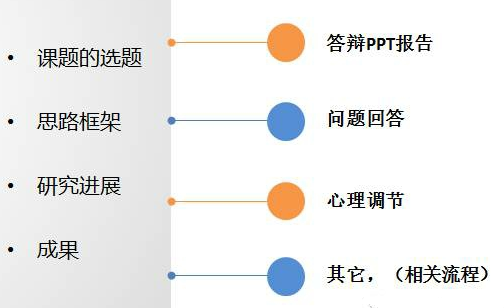 课题的选题
思路框架
研究进展
成果
答辩PPT报告
问题回答
心理调节
其它，（相关流程）